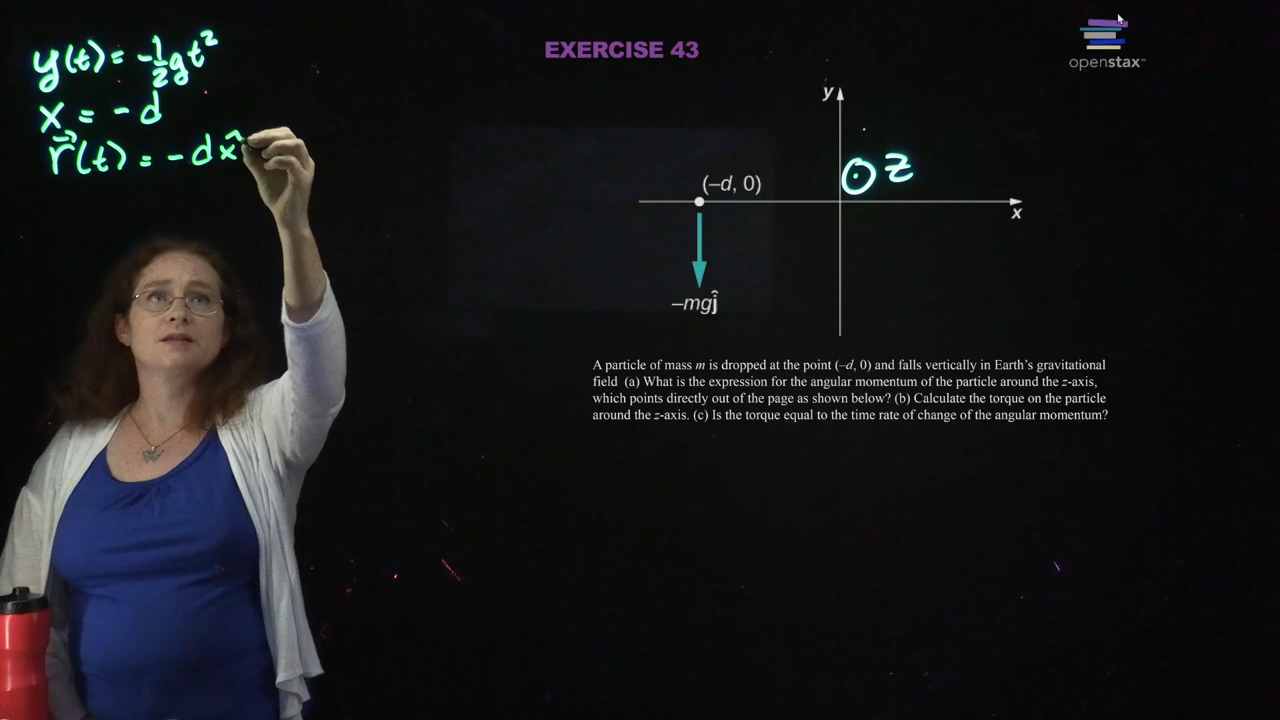 y(t) = -½gt²
x = -d
r⃗(t) = -dx̂
EXERCISE 43
openstax™
y
z
(–d, 0)
x
–mgĵ
A particle of mass m is dropped at the point (–d, 0) and falls vertically in Earth's gravitational
field (a) What is the expression for the angular momentum of the particle around the z-axis,
which points directly out of the page as shown below? (b) Calculate the torque on the particle
around the z-axis. (c) Is the torque equal to the time rate of change of the angular momentum?